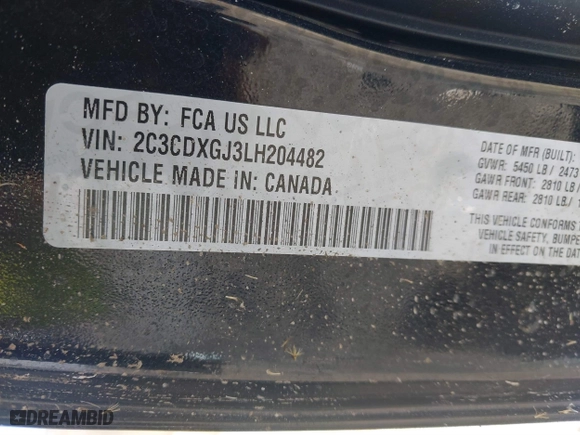 MFD BY: FCA US LLC
VIN: 2C3CDXGJ3LH204482
VEHICLE MADE IN: CANADA
DATE OF MFR (BUILT):
GVWR: 5450 LB / 2473
GAWR FRONT: 2810 LB /
GAWR REAR: 2810 LB /
THIS VEHICLE CONFORMS
VEHICLE SAFETY, BUMPE
IN EFFECT ON THE DAT
DREAMBID